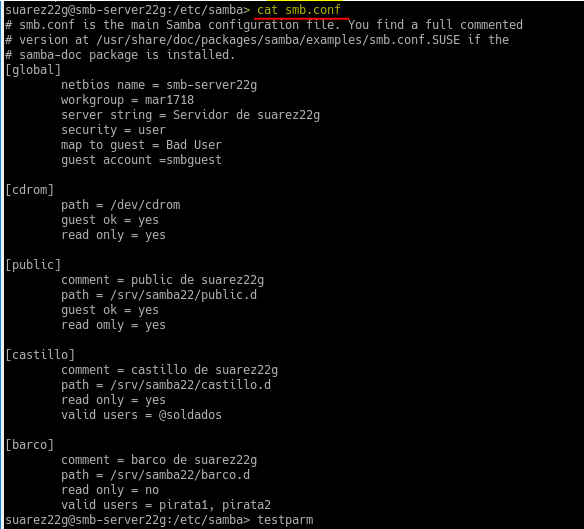 suarez22g@smb-server22g:/etc/samba> cat smb.conf
# smb.conf is the main Samba configuration file. You find a full commented
# version at /usr/share/doc/packages/samba/examples/smb.conf.SUSE if the
# samba-doc package is installed.
[global]
        netbios name = smb-server22g
        workgroup = mar1718
        server string = Servidor de suarez22g
        security = user
        map to guest = Bad User
        guest account =smbguest

[cdrom]
        path = /dev/cdrom
        guest ok = yes
        read only = yes

[public]
        comment = public de suarez22g
        path = /srv/samba22/public.d
        guest ok = yes
        read omly = yes

[castillo]
        comment = castillo de suarez22g
        path = /srv/samba22/castillo.d
        read only = yes
        valid users = @soldados

[barco]
        comment = barco de suarez22g
        path = /srv/samba22/barco.d
        read only = no
        valid users = pirata1, pirata2
suarez22g@smb-server22g:/etc/samba> testparm